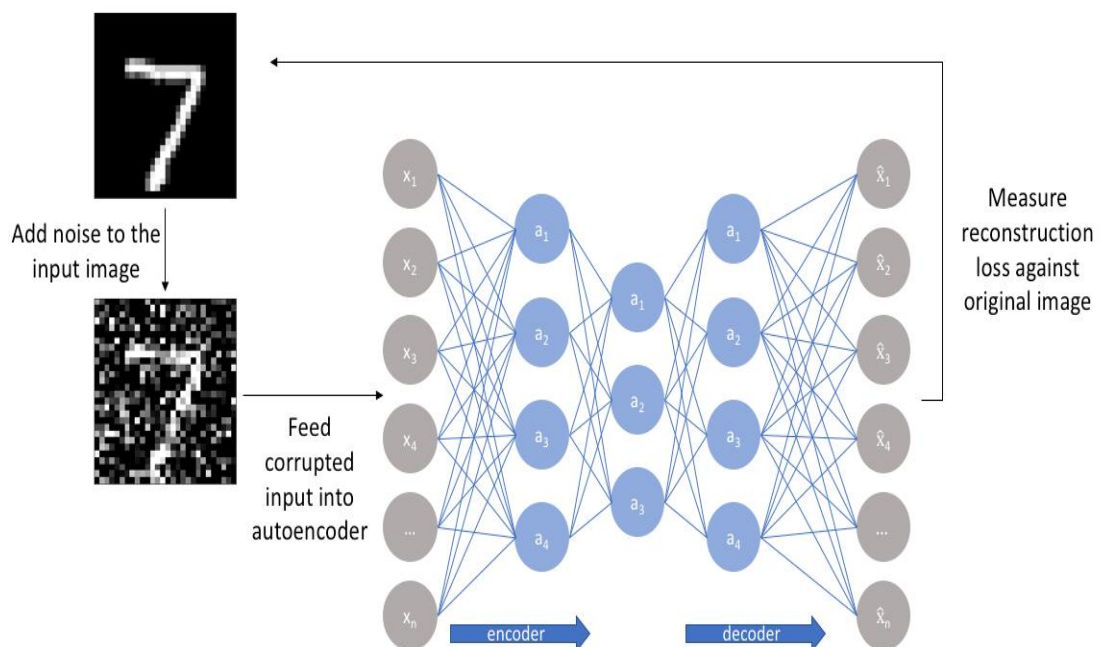 Add noise to the
input image
Feed
corrupted
input into
autoencoder
x₁
x₂
x₃
x₄
...
xₙ
a₁
a₂
a₃
a₄
a₁
a₂
a₃
a₁
a₂
a₃
a₄
x̂₁
x̂₂
x̂₃
x̂₄
...
x̂ₙ
encoder
decoder
Measure
reconstruction
loss against
original image
7
7